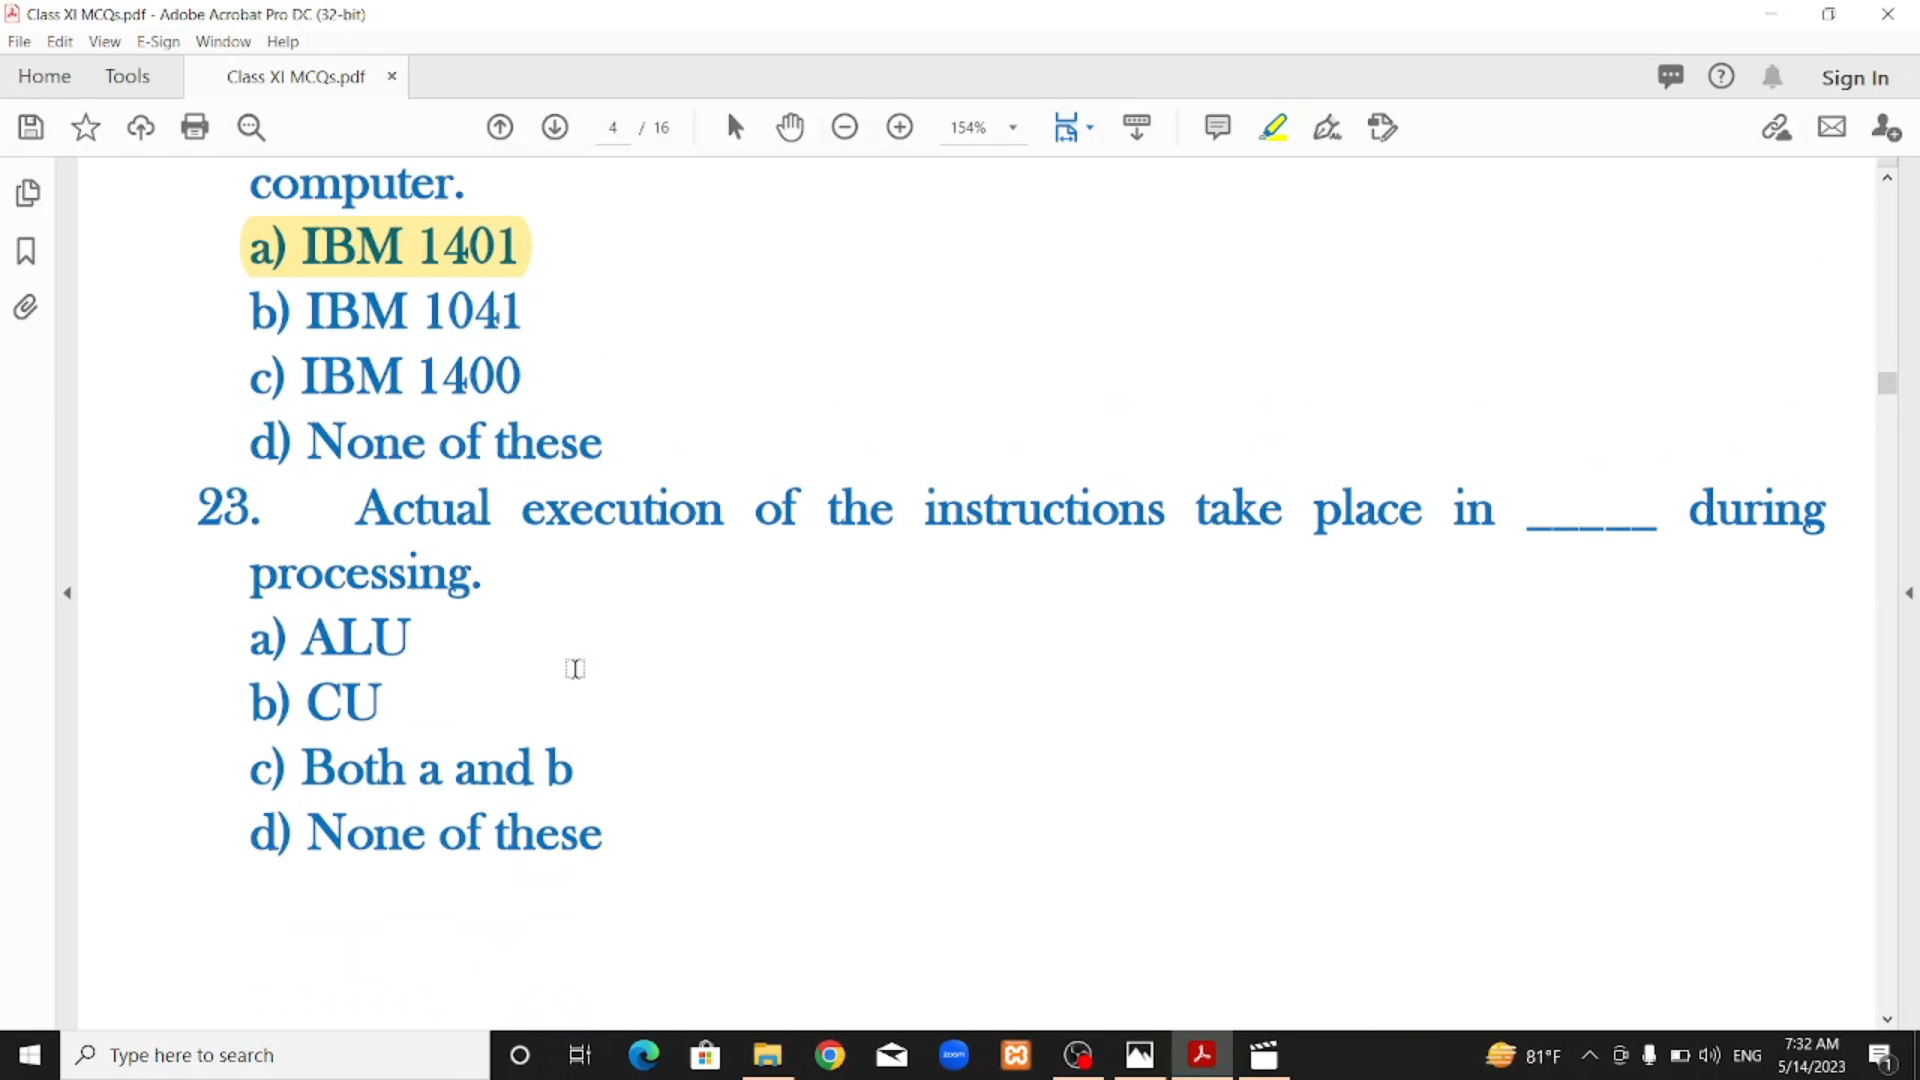 Class XI MCQs.pdf - Adobe Acrobat Pro DC (32-bit)
File Edit View E-Sign Window Help
Home Tools Class XI MCQs.pdf × Sign In
4 / 16 154%
computer.
a) IBM 1401
b) IBM 1041
c) IBM 1400
d) None of these
23. Actual execution of the instructions take place in _____ during
processing.
a) ALU
b) CU
c) Both a and b
d) None of these
Type here to search zoom 81°F ENG 7:32 AM
5/14/2023 1